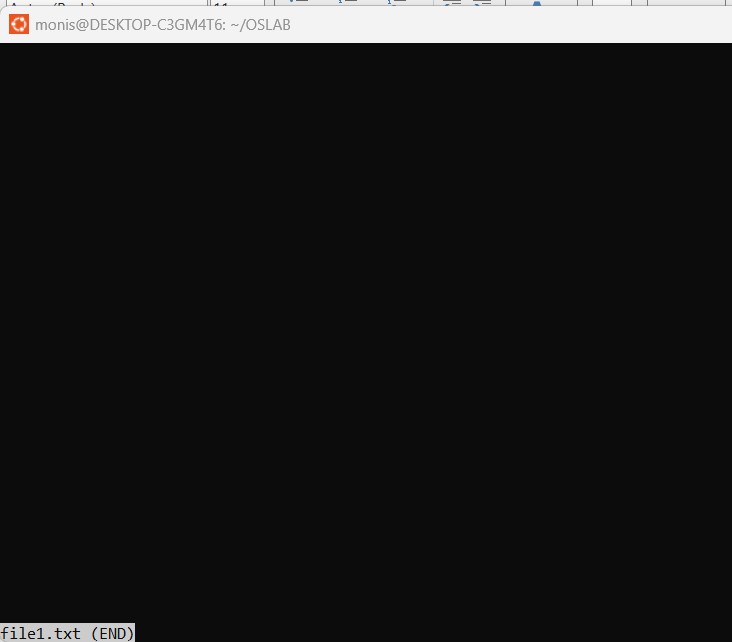 monis@DESKTOP-C3GM4T6: ~/OSLAB
file1.txt (END)